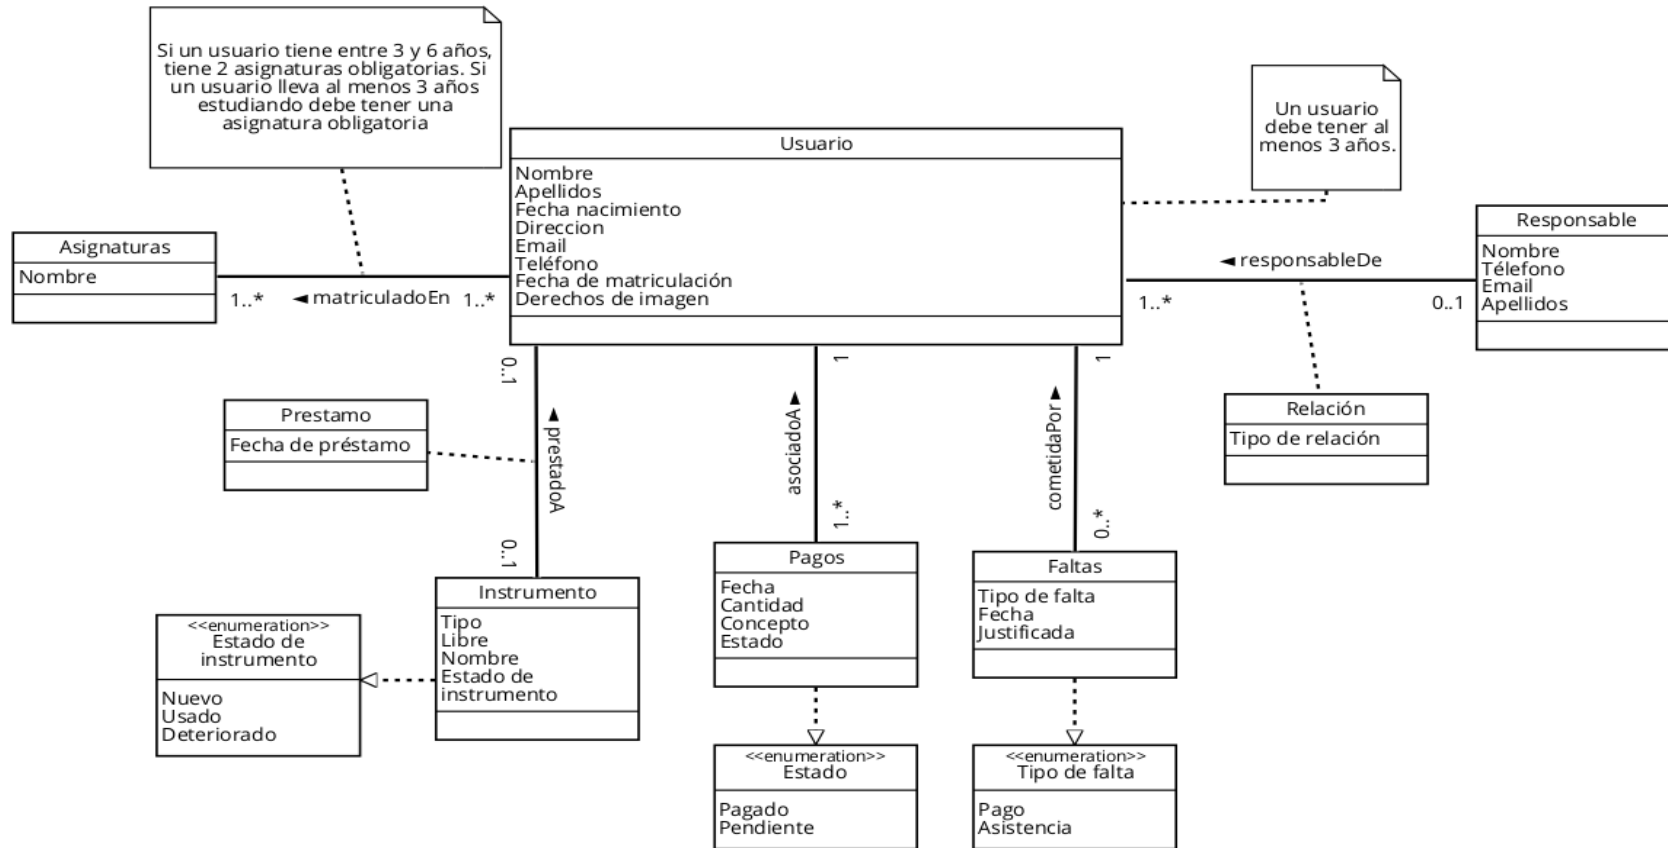 Si un usuario tiene entre 3 y 6 años,
tiene 2 asignaturas obligatorias. Si
un usuario lleva al menos 3 años
estudiando debe tener una
asignatura obligatoria
Un usuario
debe tener al
menos 3 años.
Usuario
Nombre
Apellidos
Fecha nacimiento
Direccion
Email
Teléfono
Fecha de matriculación
Derechos de imagen
Asignaturas
Nombre
1..*
◄ matriculadoEn
1..*
Responsable
Nombre
Télefono
Email
Apellidos
◄ responsableDe
1..*
0..1
Relación
Tipo de relación
Prestamo
Fecha de préstamo
0..1
prestadoA
0..1
1
asociadoA
1..*
1
cometidaPor
0..*
Instrumento
Tipo
Libre
Nombre
Estado de
instrumento
<<enumeration>>
Estado de
instrumento
Nuevo
Usado
Deteriorado
Pagos
Fecha
Cantidad
Concepto
Estado
<<enumeration>>
Estado
Pagado
Pendiente
Faltas
Tipo de falta
Fecha
Justificada
<<enumeration>>
Tipo de falta
Pago
Asistencia